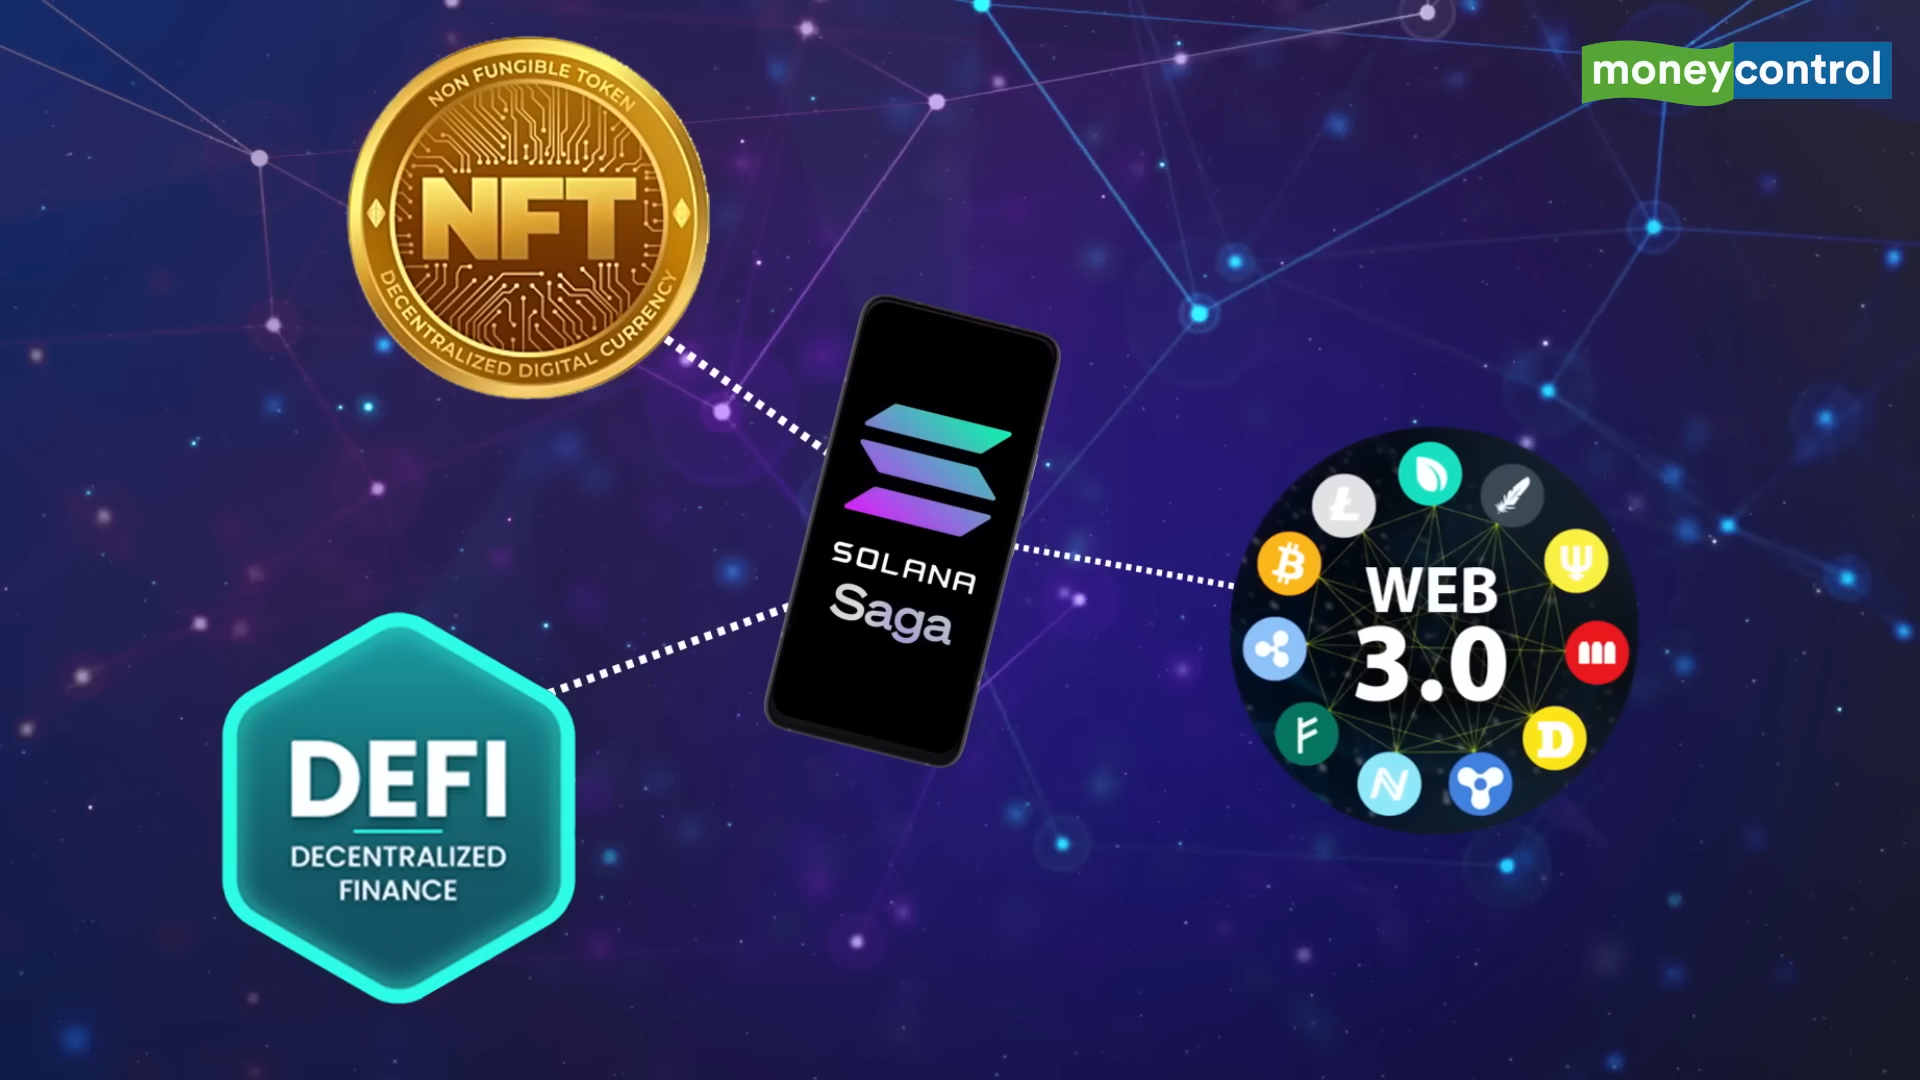 moneycontrol
NON FUNGIBLE TOKEN
NFT
DECENTRALIZED DIGITAL CURRENCY
SOLANA
Saga
WEB
3.0
DEFI
DECENTRALIZED
FINANCE